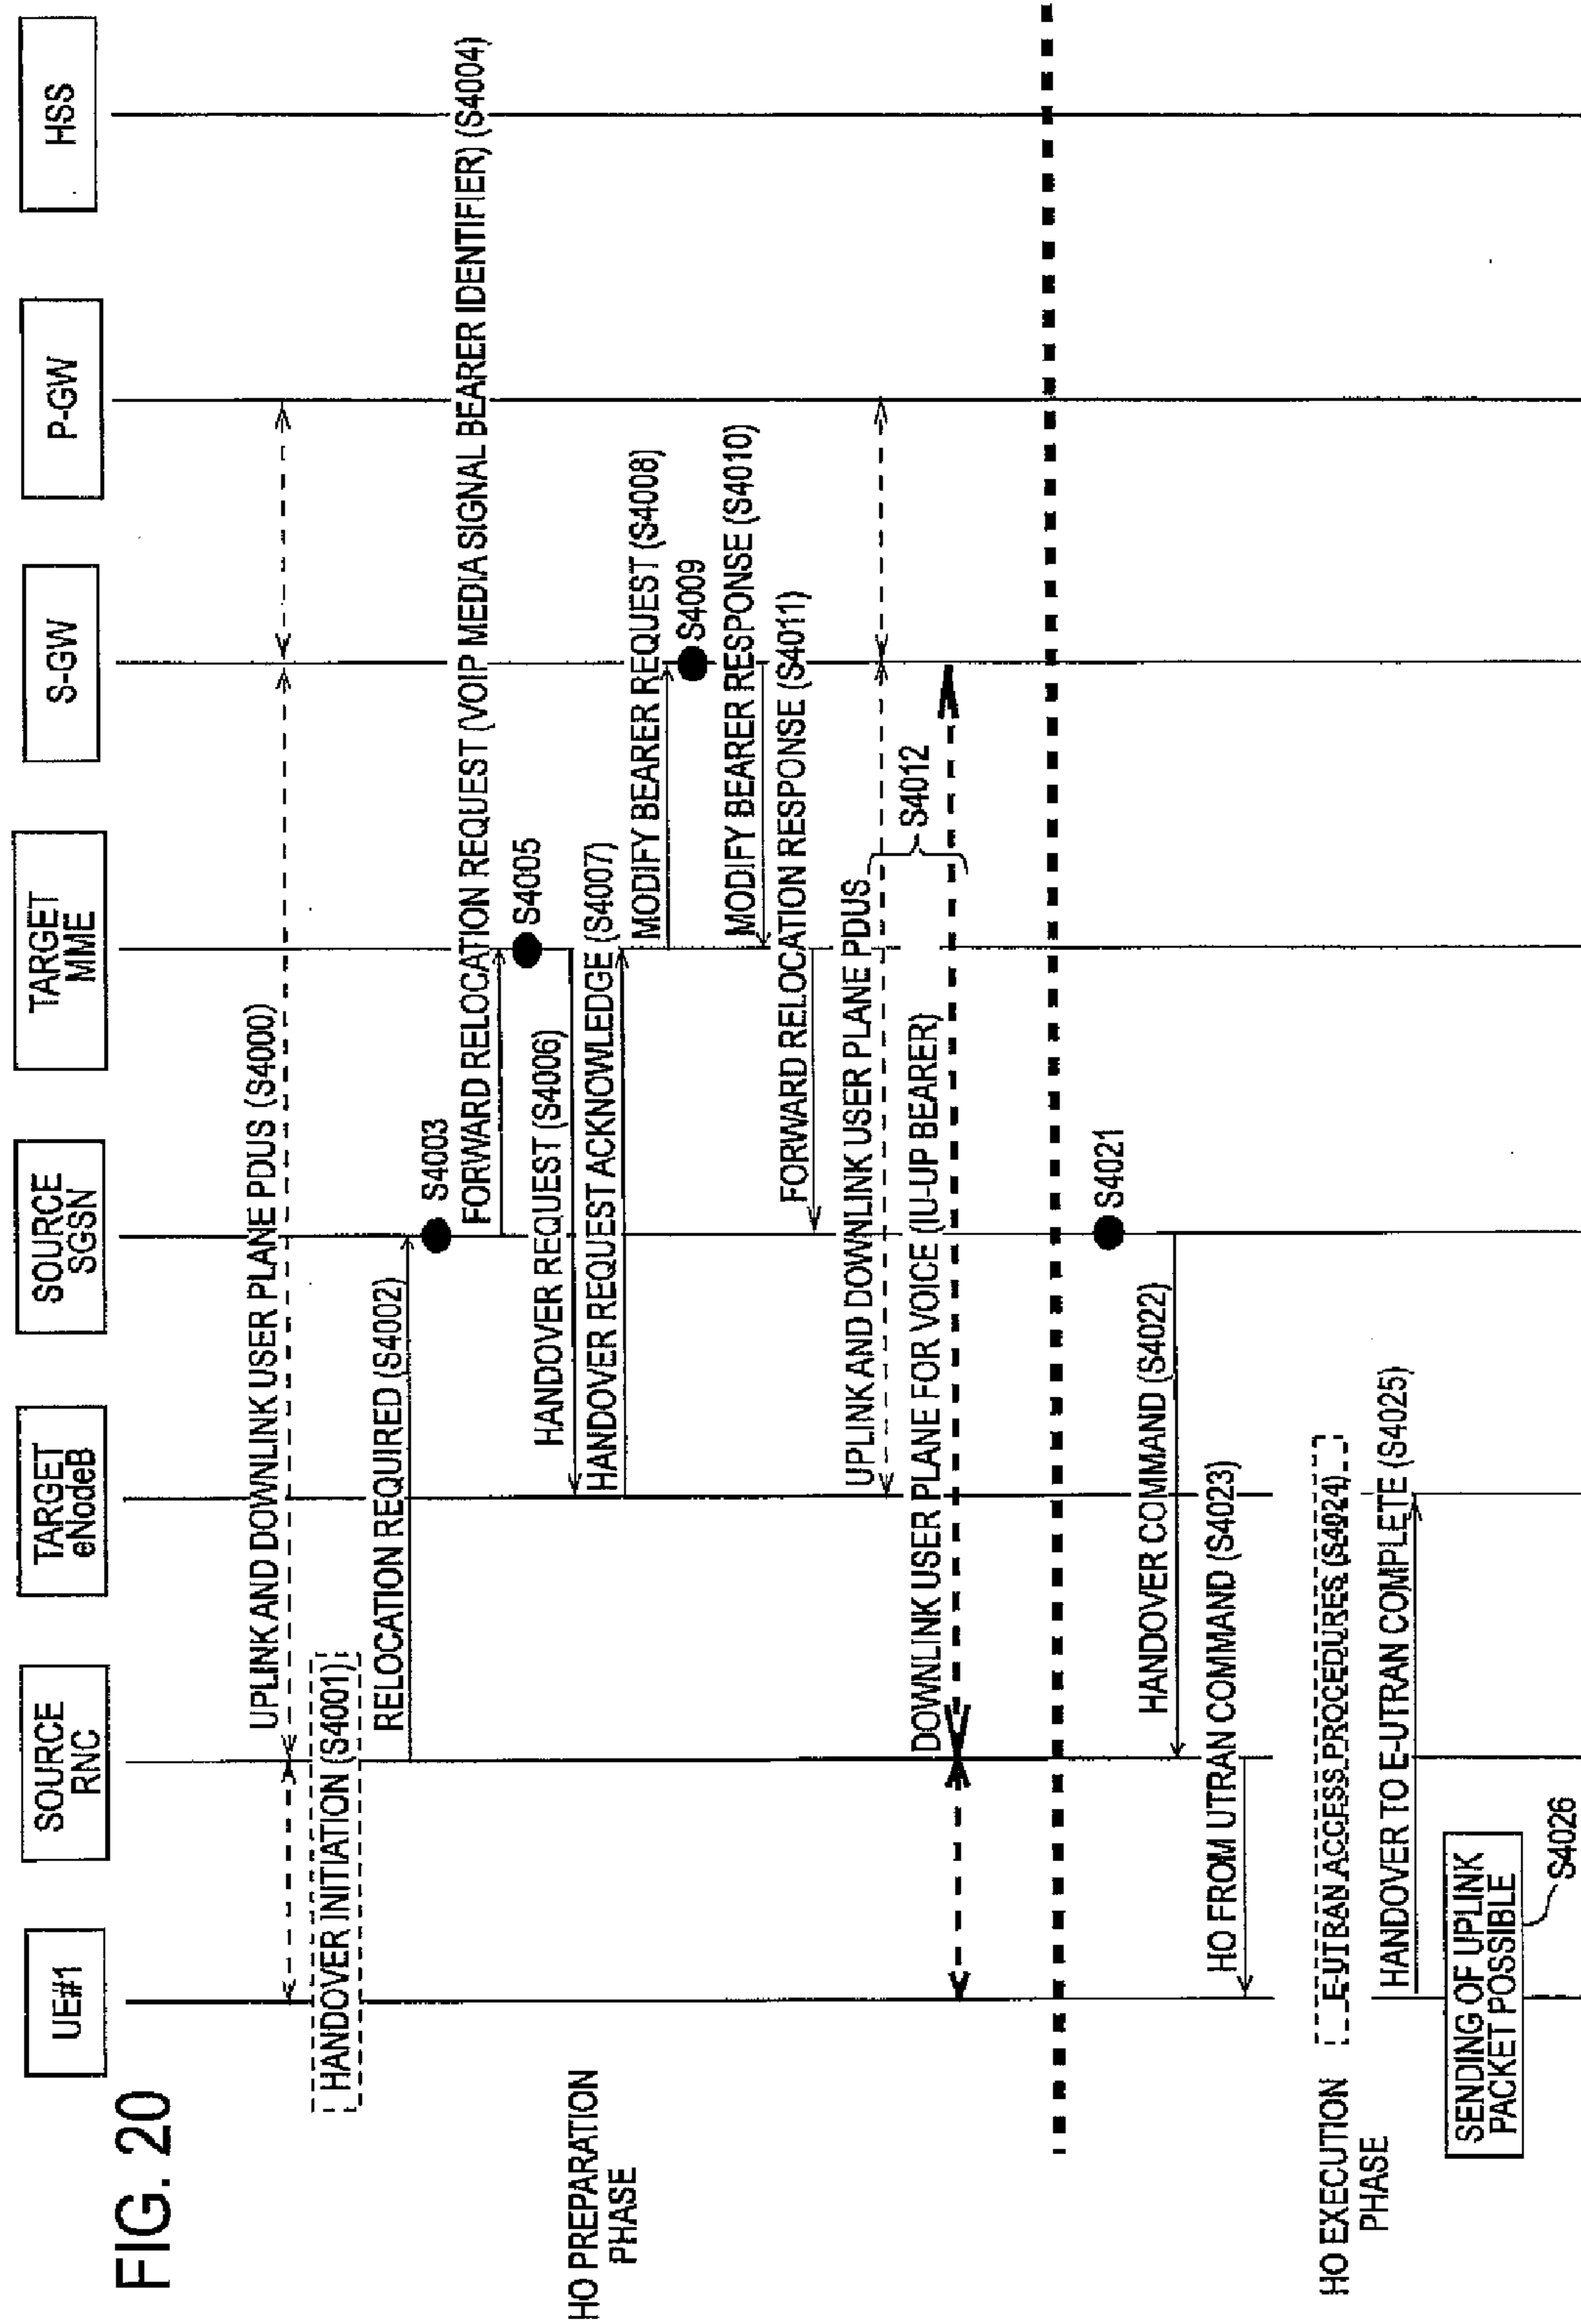 FIG. 20
UE#1
SOURCE
RNC
TARGET
eNodeB
SOURCE
SGSN
TARGET
MME
S-GW
P-GW
HSS
UPLINK AND DOWNLINK USER PLANE PDUS (S4000)
HANDOVER INITIATION (S4001)
RELOCATION REQUIRED (S4002)
S4003
FORWARD RELOCATION REQUEST (VOIP MEDIA SIGNAL BEARER IDENTIFIER) (S4004)
S4005
HANDOVER REQUEST (S4006)
HANDOVER REQUEST ACKNOWLEDGE (S4007)
HO PREPARATION
PHASE
MODIFY BEARER REQUEST (S4008)
S4009
MODIFY BEARER RESPONSE (S4010)
FORWARD RELOCATION RESPONSE (S4011)
UPLINK AND DOWNLINK USER PLANE PDUS
S4012
DOWNLINK USER PLANE FOR VOICE (IU-UP BEARER)
S4021
HANDOVER COMMAND (S4022)
HO FROM UTRAN COMMAND (S4023)
HO EXECUTION
PHASE
E-UTRAN ACCESS PROCEDURES (S4024)
HANDOVER TO E-UTRAN COMPLETE (S4025)
SENDING OF UPLINK
PACKET POSSIBLE
S4026